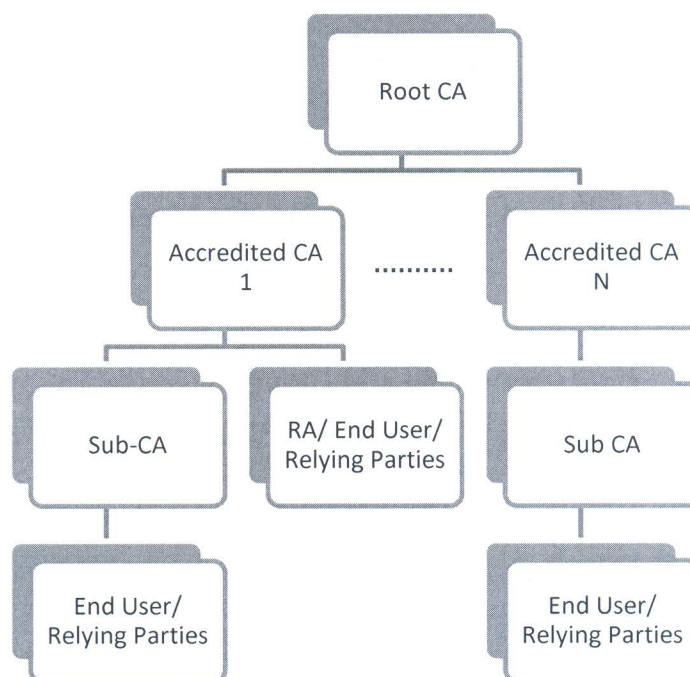 Root CA
Accredited CA
1
..........
Accredited CA
N
Sub-CA
RA/ End User/
Relying Parties
Sub CA
End User/
Relying Parties
End User/
Relying Parties